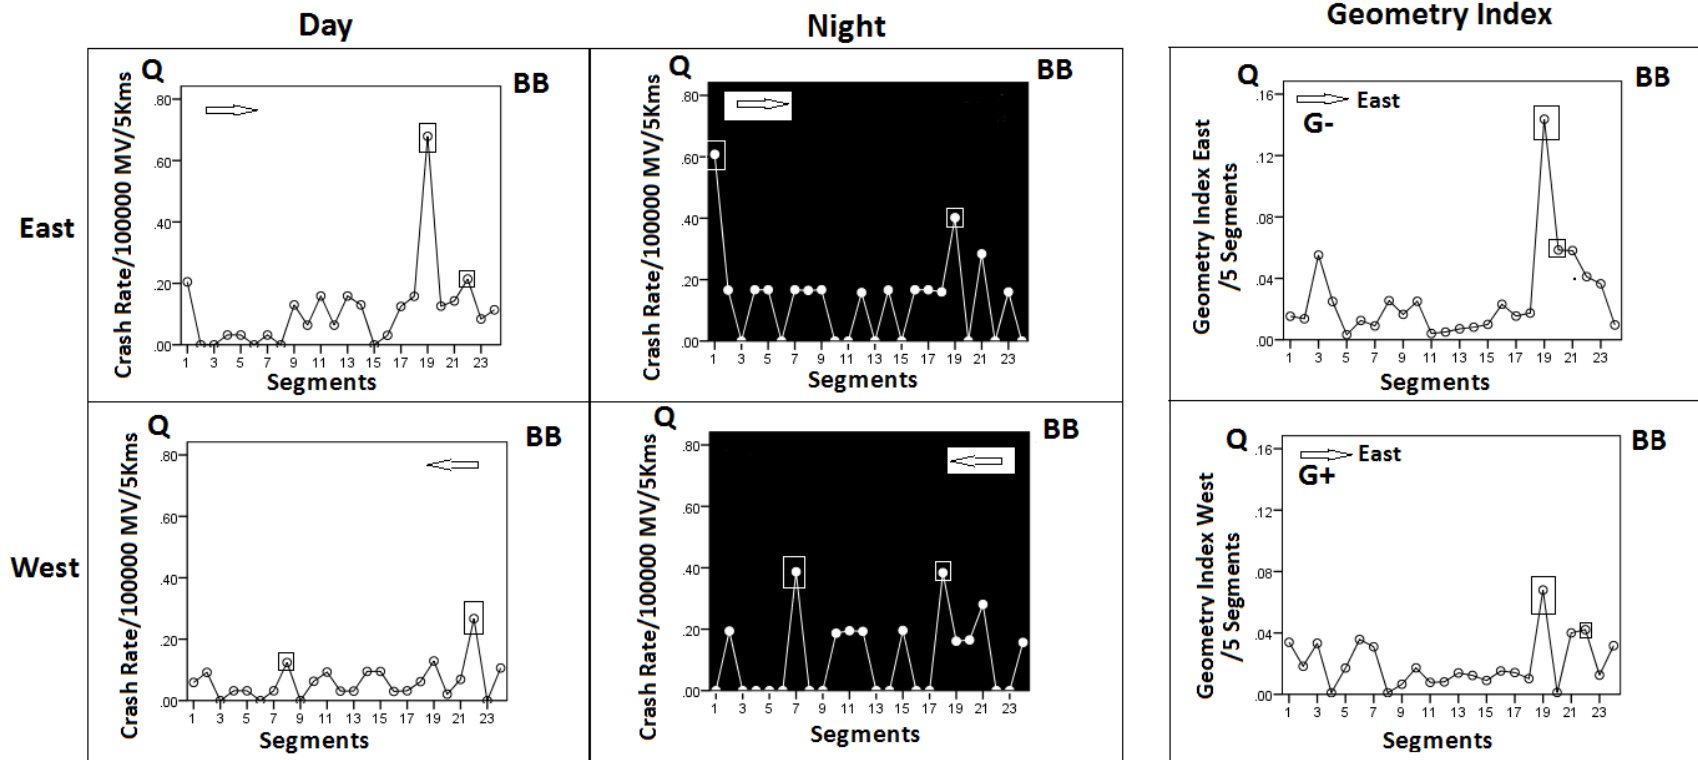 Day
Night
Geometry Index
East
West
Q
BB
Crash Rate/100000 MV/5Kms
.80
.60
.40
.20
.00
1 3 5 7 9 11 13 15 17 19 21 23
Segments
Q
BB
Crash Rate/100000 MV/5Kms
.80
.60
.40
.20
.00
1 3 5 7 9 11 13 15 17 19 21 23
Segments
Q
BB
East
G-
Geometry Index East
/5 Segments
.16
.12
.08
.04
.00
1 3 5 7 9 11 13 15 17 19 21 23
Segments
Q
BB
Crash Rate/100000 MV/5Kms
.80
.60
.40
.20
.00
1 3 5 7 9 11 13 15 17 19 21 23
Segments
Q
BB
Crash Rate/100000 MV/5Kms
.80
.60
.40
.20
.00
1 3 5 7 9 11 13 15 17 19 21 23
Segments
Q
BB
East
G+
Geometry Index West
/5 Segments
.16
.12
.08
.04
.00
1 3 5 7 9 11 13 15 17 19 21 23
Segments